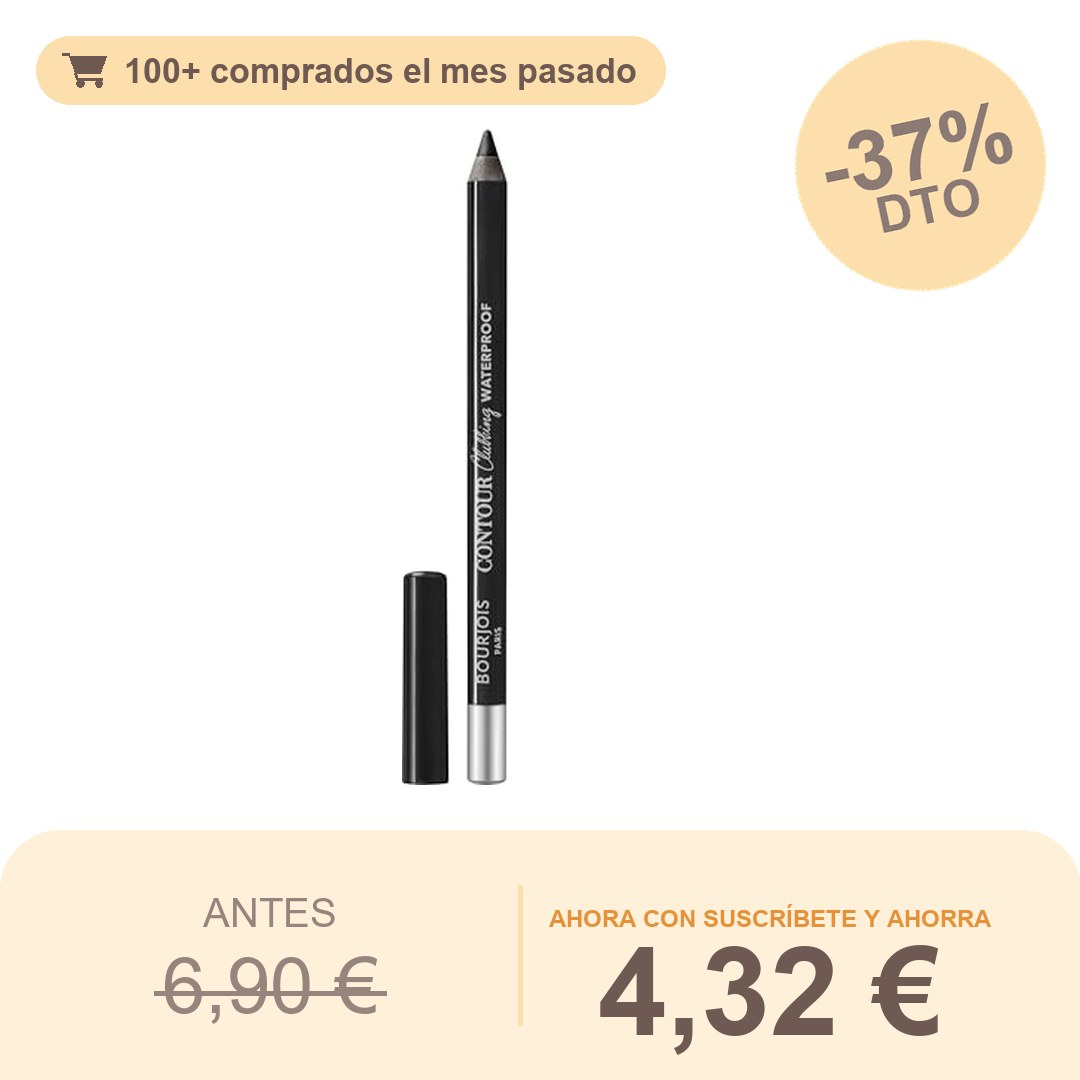 100+ comprados el mes pasado
-37%
DTO
CONTOUR Clubbing WATERPROOF
BOURJOIS
PARIS
ANTES
6,90 €
AHORA CON SUSCRÍBETE Y AHORRA
4,32 €